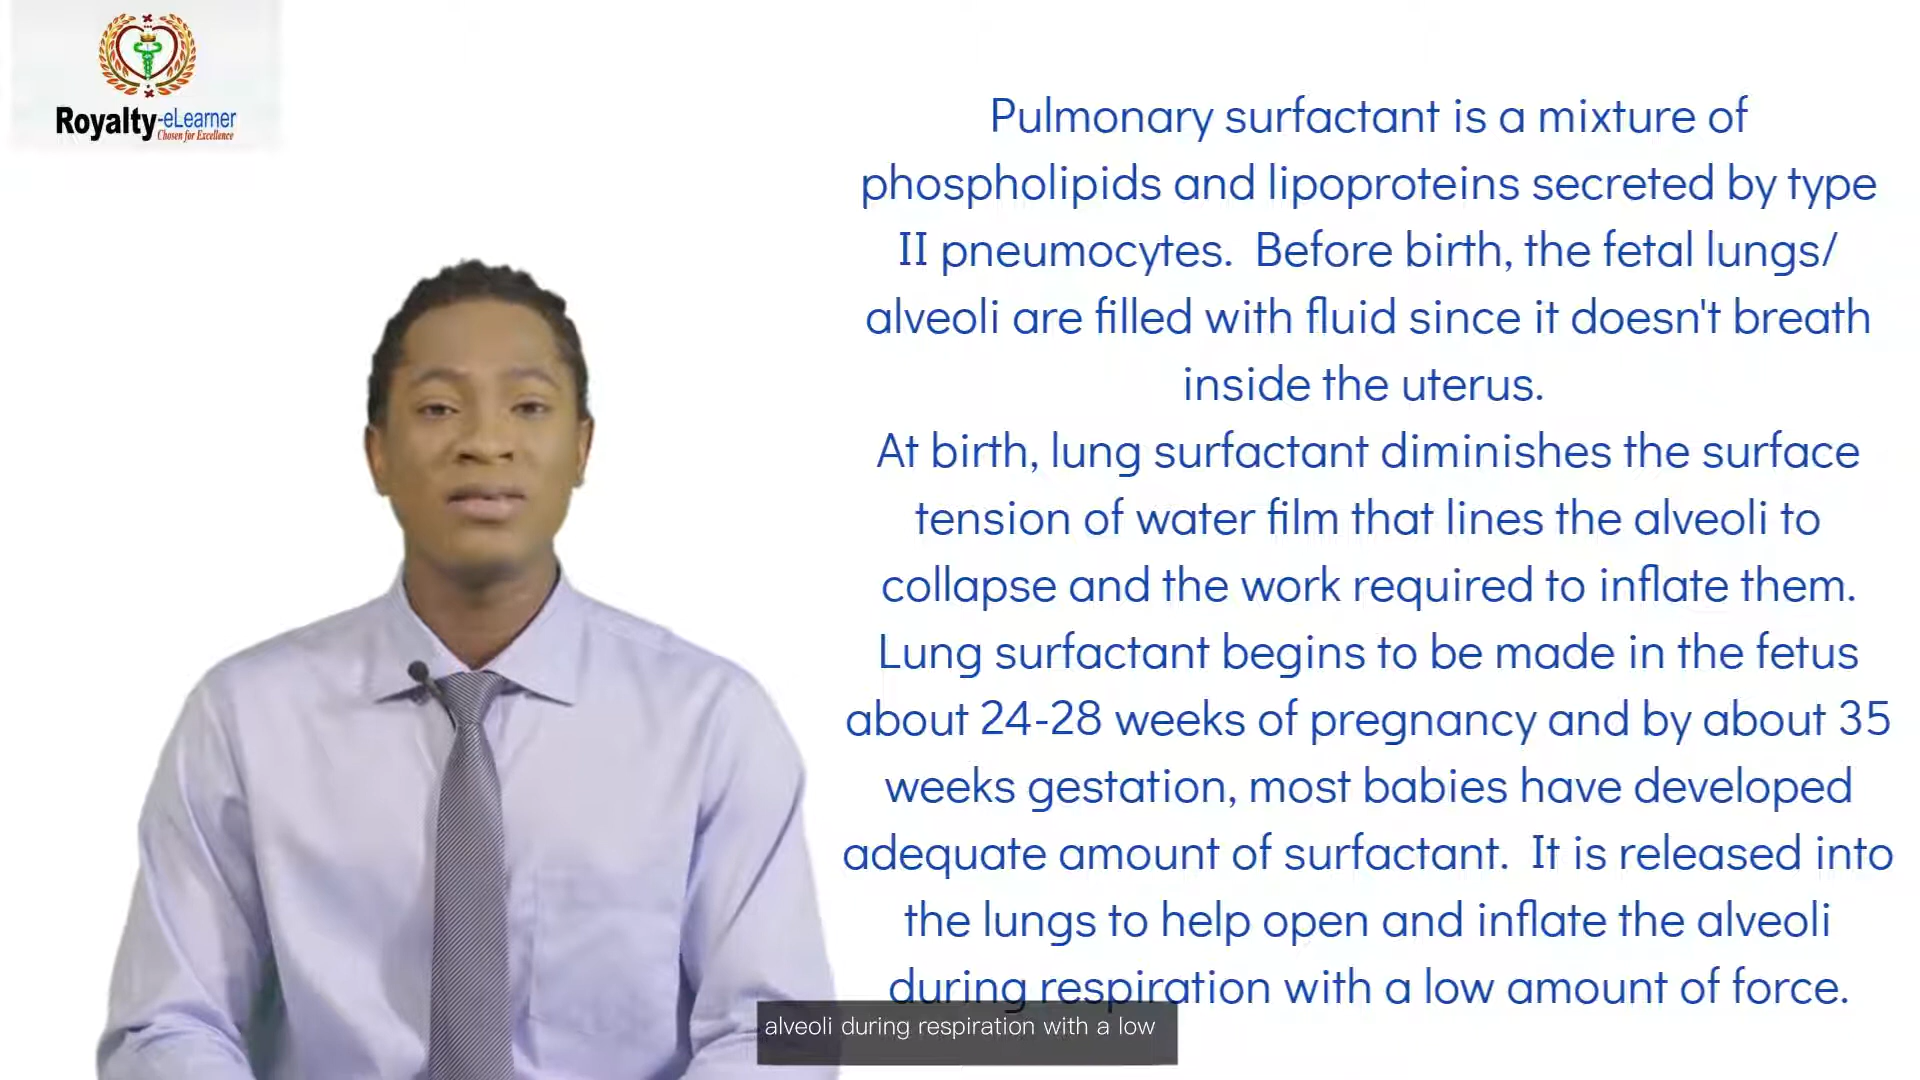 Royalty-eLearner
Chosen for Excellence
Pulmonary surfactant is a mixture of
phospholipids and lipoproteins secreted by type
II pneumocytes.  Before birth, the fetal lungs/
alveoli are filled with fluid since it doesn't breath
inside the uterus.
At birth, lung surfactant diminishes the surface
tension of water film that lines the alveoli to
collapse and the work required to inflate them.
Lung surfactant begins to be made in the fetus
about 24-28 weeks of pregnancy and by about 35
weeks gestation, most babies have developed
adequate amount of surfactant.  It is released into
the lungs to help open and inflate the alveoli
during respiration with a low amount of force.
alveoli during respiration with a low